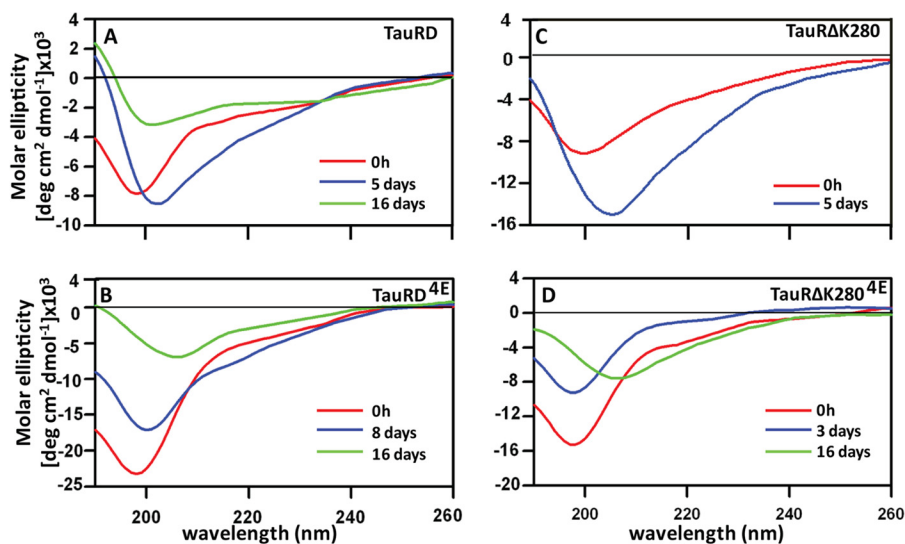 A
TauRD
4
2
0
-2
-4
-6
-8
-10
0h
5 days
16 days
Molar ellipticity
[deg cm² dmol⁻¹]x10³
C
TauRΔK280
4
0
-4
-8
-12
-16
0h
5 days
B
TauRD⁴ᴱ
4
0
-5
-10
-15
-20
-25
0h
8 days
16 days
Molar ellipticity
[deg cm² dmol⁻¹]x10³
200 220 240 260
wavelength (nm)
D
TauRΔK280⁴ᴱ
4
0
-4
-8
-12
-16
-20
0h
3 days
16 days
200 220 240 260
wavelength (nm)